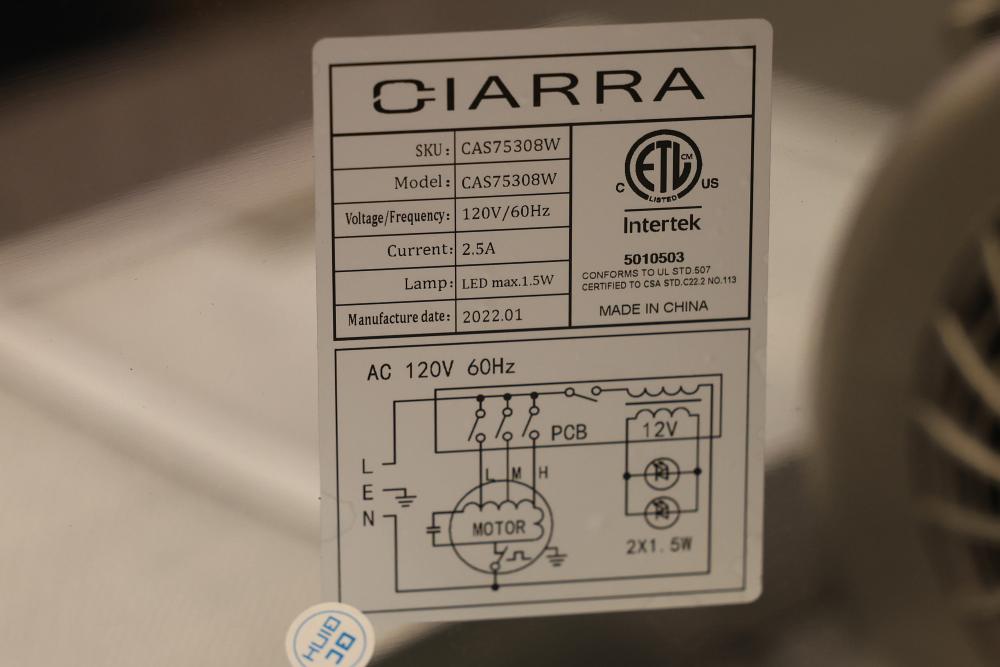 CIARRA
SKU: CAS75308W
Model: CAS75308W
Voltage/Frequency: 120V/60Hz
Current: 2.5A
Lamp: LED max.1.5W
Manufacture date: 2022.01
ETL CM
LISTED
C US
Intertek
5010503
CONFORMS TO UL STD.507
CERTIFIED TO CSA STD.C22.2 NO.113
MADE IN CHINA
AC 120V 60Hz
PCB
12V
L
E
N
L M H
MOTOR
2X1.5W